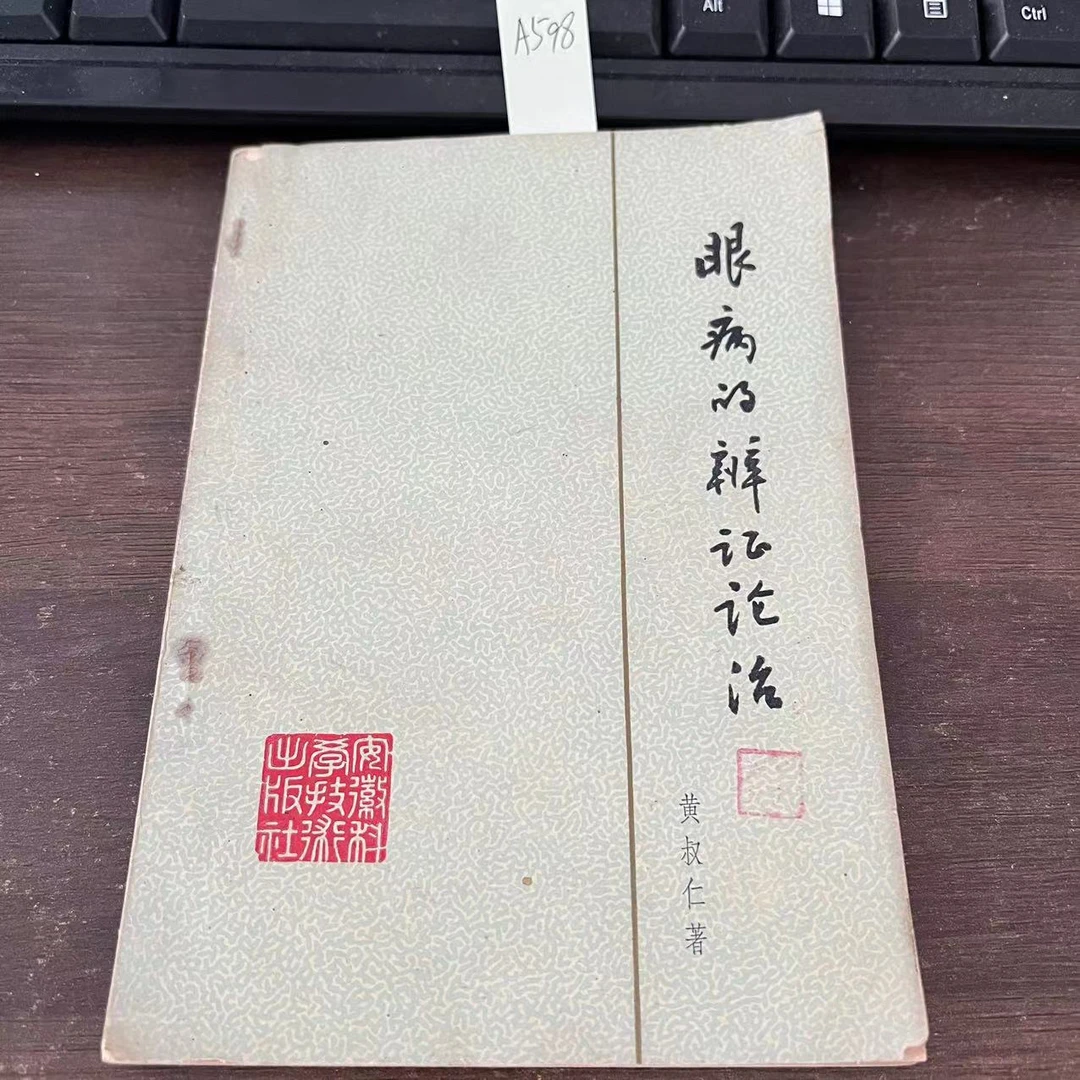 Alt
Ctrl
A598
眼病的辨证论治
黄叔仁著
安徽科
学技术
出版社